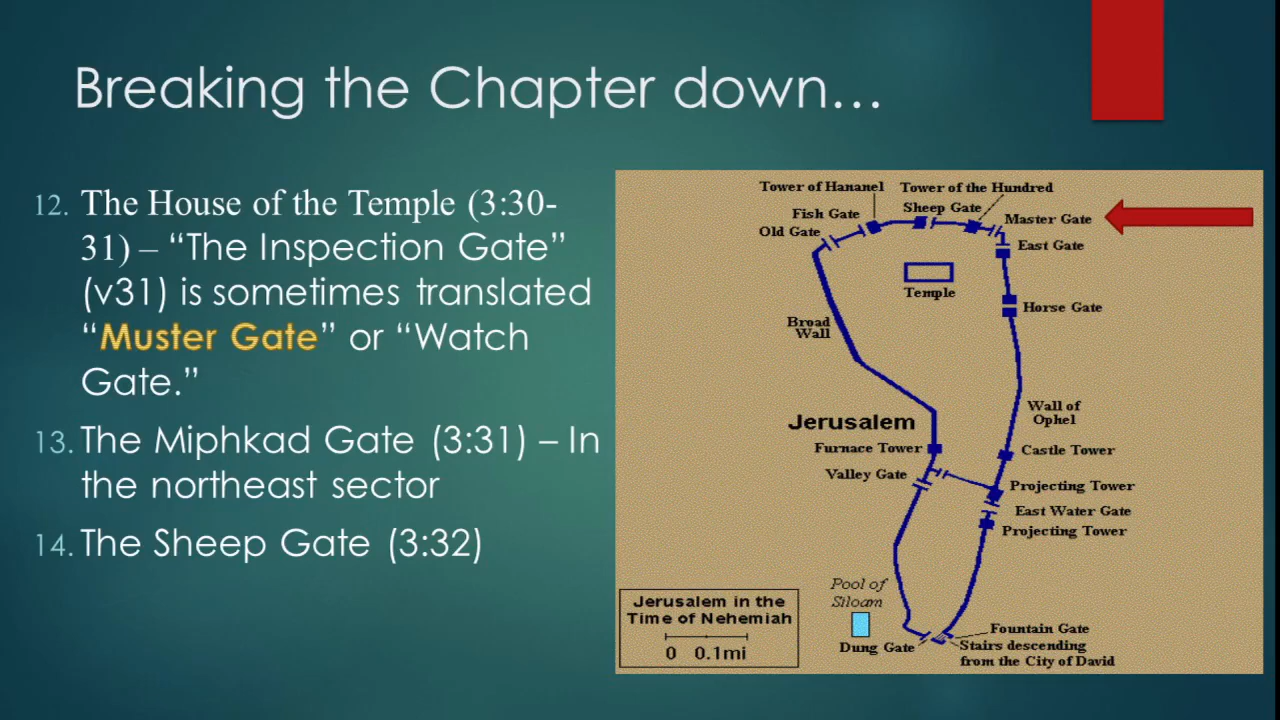 Breaking the Chapter down…
12. The House of the Temple (3:30-
31) – “The Inspection Gate”
(v31) is sometimes translated
“Muster Gate” or “Watch
Gate.”
13. The Miphkad Gate (3:31) – In
the northeast sector
14. The Sheep Gate (3:32)
Tower of Hananel
Tower of the Hundred
Fish Gate
Sheep Gate
Master Gate
Old Gate
East Gate
Temple
Horse Gate
Broad
Wall
Wall of
Ophel
Jerusalem
Furnace Tower
Castle Tower
Valley Gate
Projecting Tower
East Water Gate
Projecting Tower
Pool of
Siloam
Jerusalem in the
Time of Nehemiah
0 0.1mi
Fountain Gate
Dung Gate
Stairs descending
from the City of David